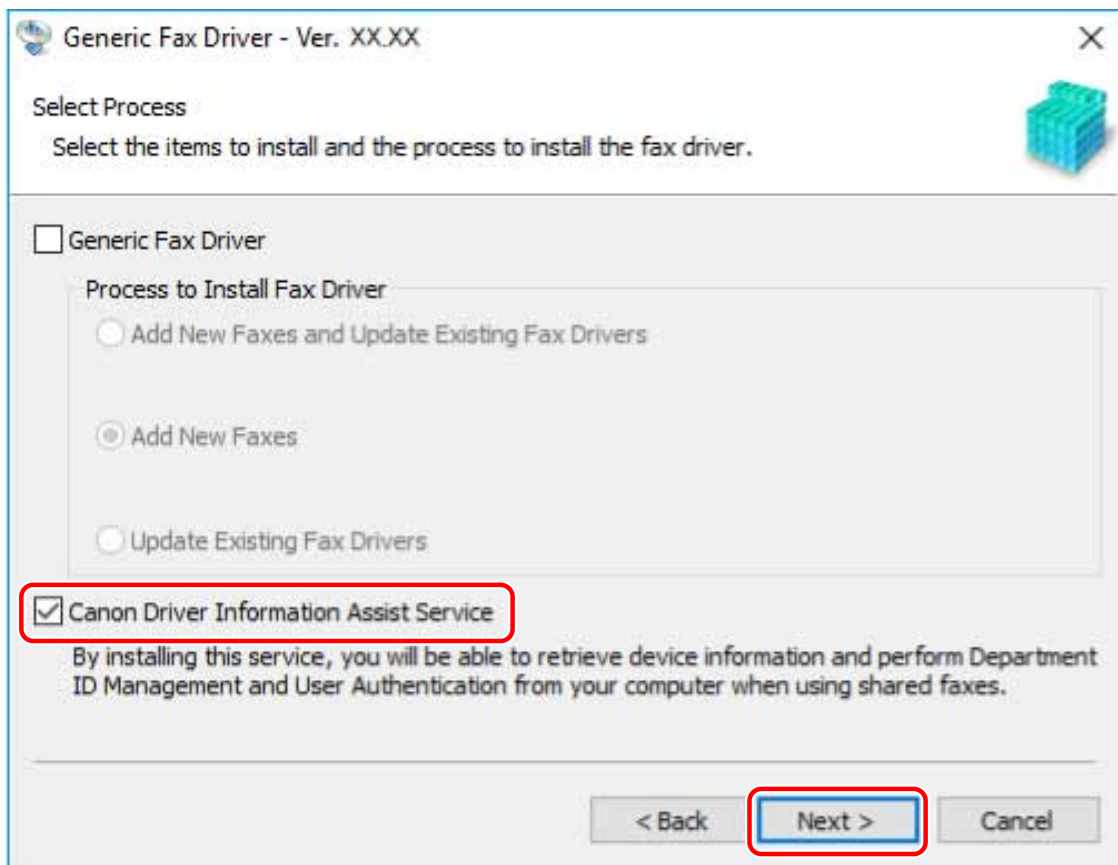 Generic Fax Driver - Ver. XX.XX
Select Process
Select the items to install and the process to install the fax driver.
Generic Fax Driver
Process to Install Fax Driver
Add New Faxes and Update Existing Fax Drivers
Add New Faxes
Update Existing Fax Drivers
Canon Driver Information Assist Service
By installing this service, you will be able to retrieve device information and perform Department
ID Management and User Authentication from your computer when using shared faxes.
< Back Next > Cancel